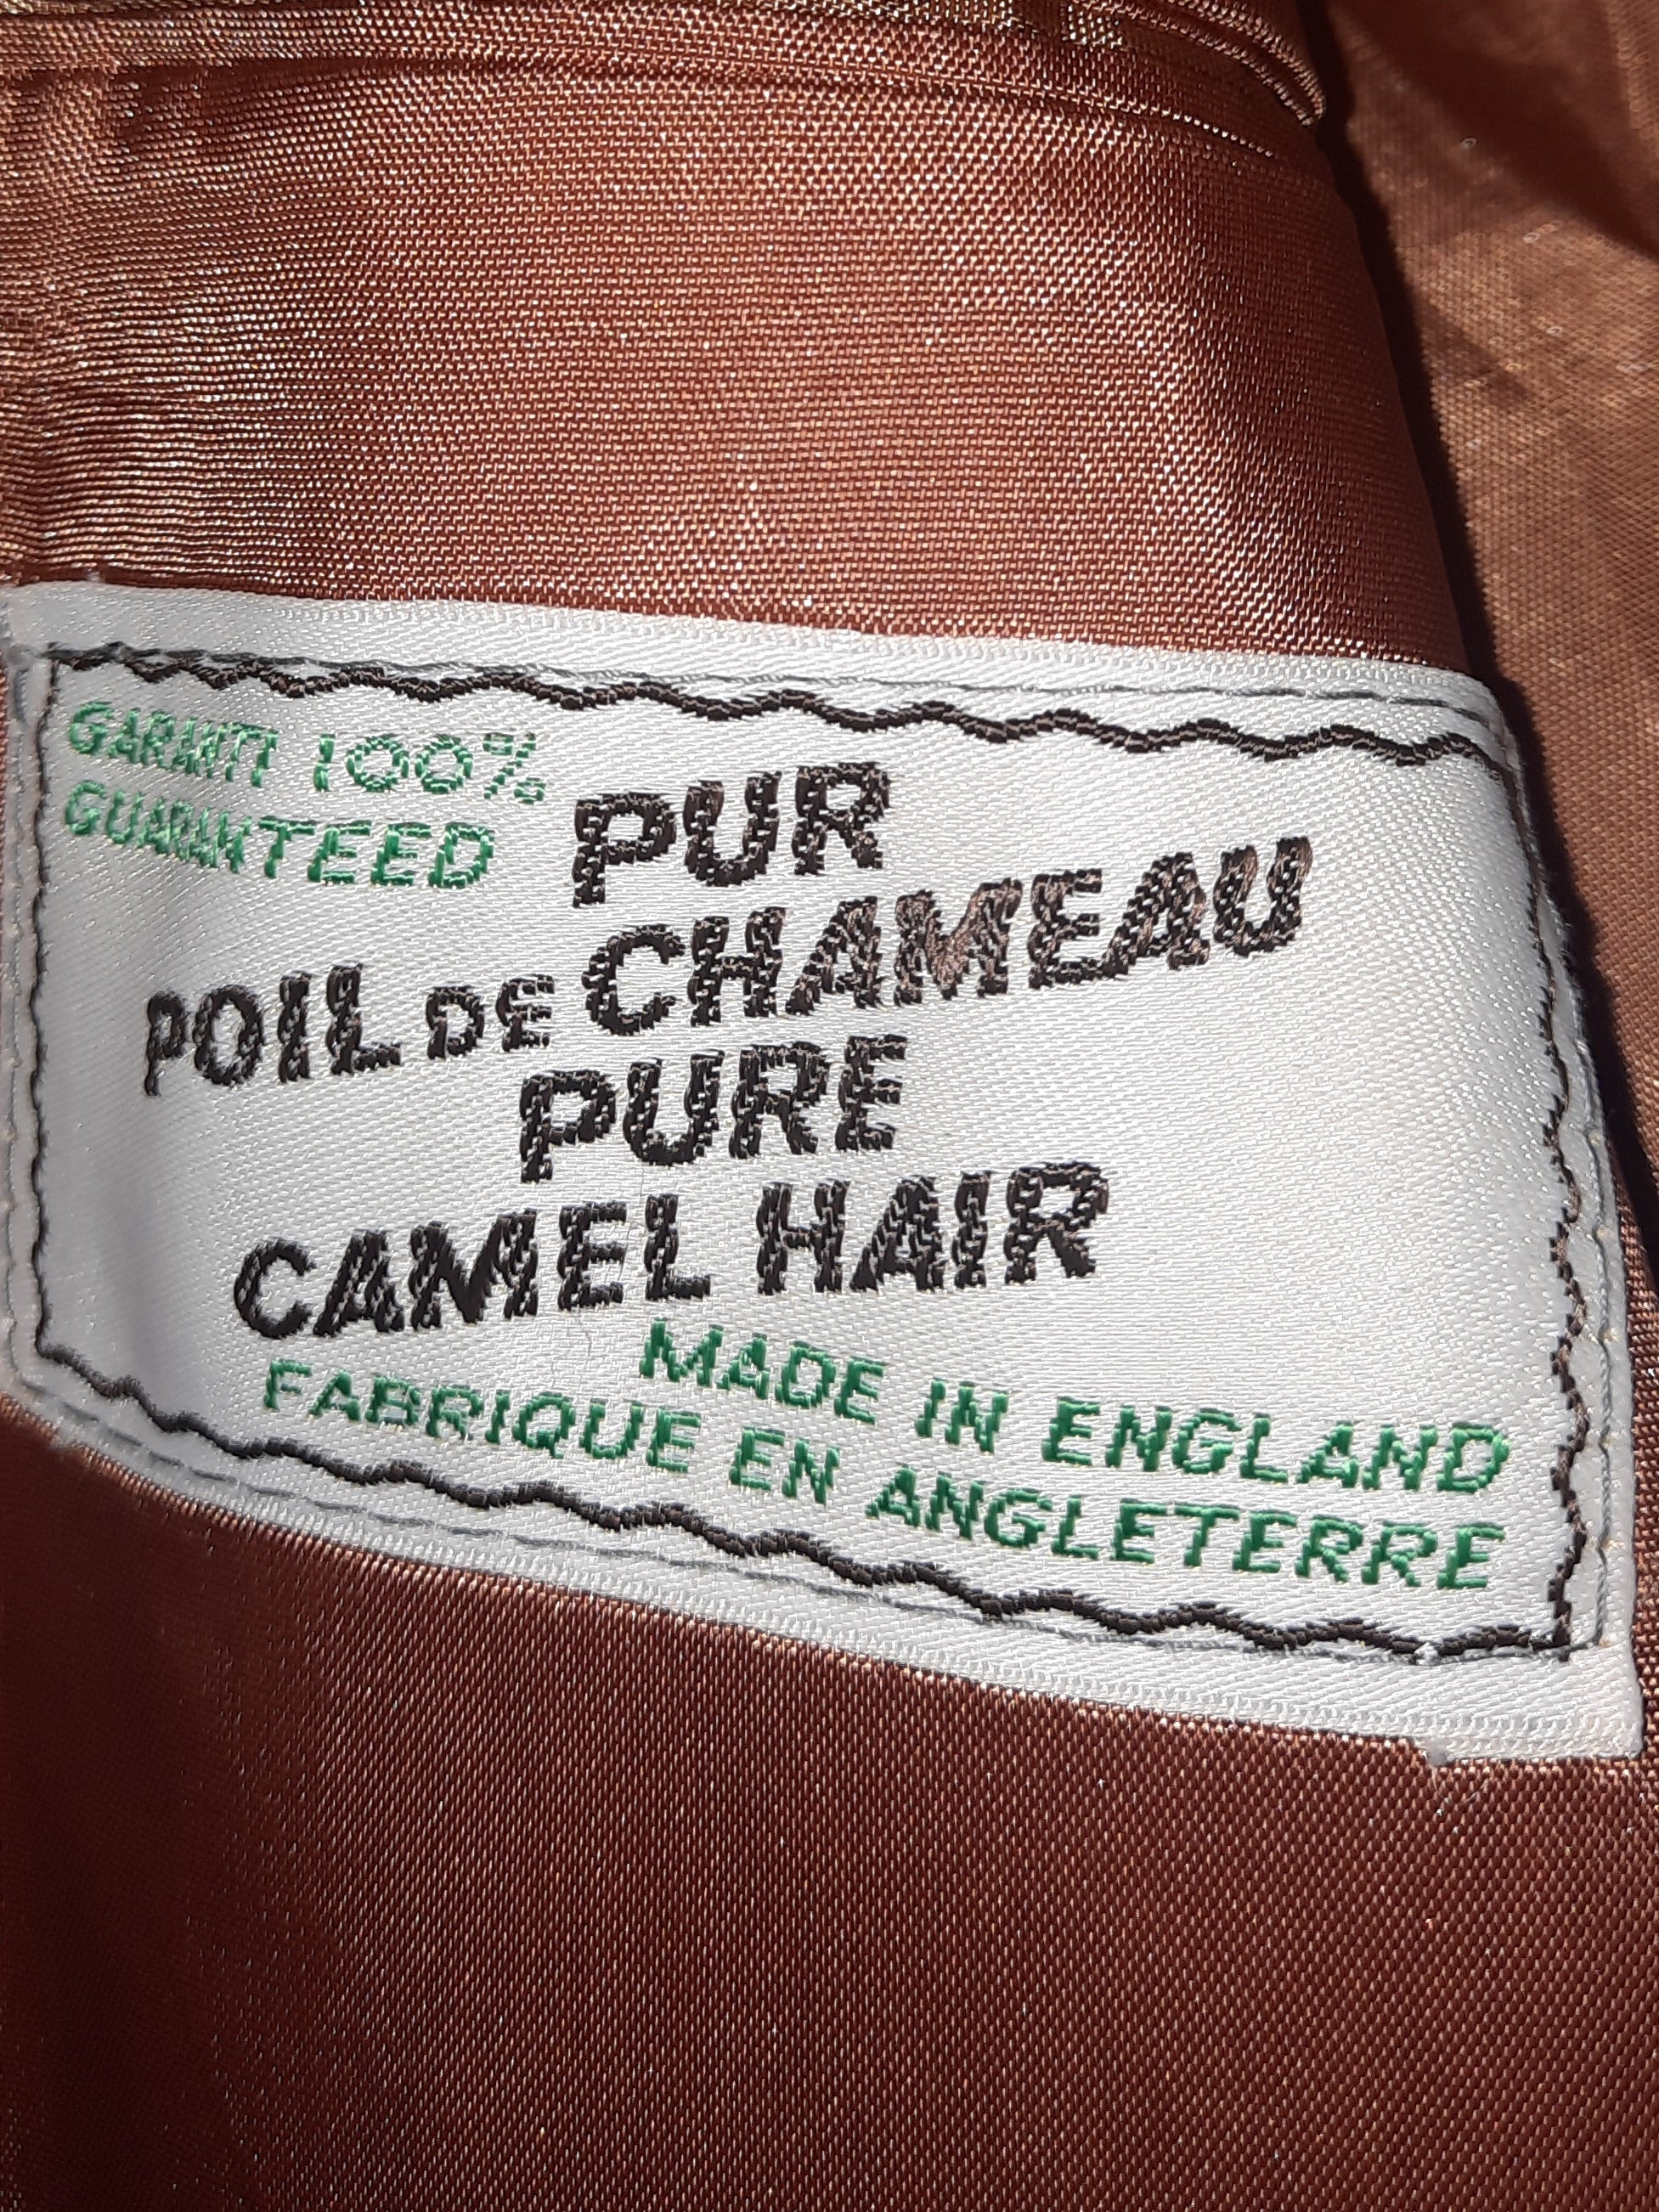 GARANTI 100%
GUARANTEED
PUR
POIL DE CHAMEAU
PURE
CAMEL HAIR
MADE IN ENGLAND
FABRIQUE EN ANGLETERRE